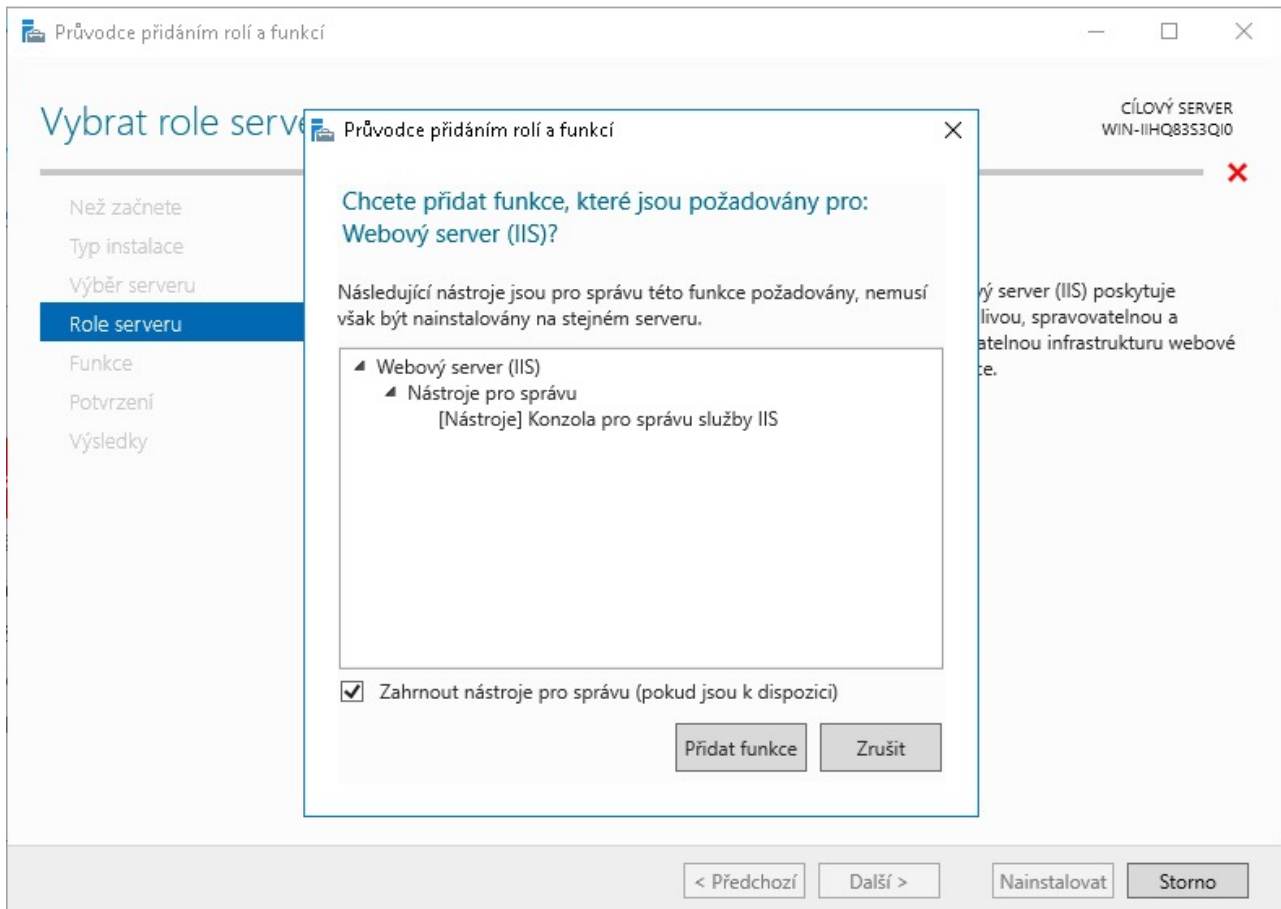 Průvodce přidáním rolí a funkcí
Vybrat role serve
CÍLOVÝ SERVER
WIN-IIHQ83S3QI0
Než začnete
Typ instalace
Výběr serveru
Role serveru
Funkce
Potvrzení
Výsledky
Průvodce přidáním rolí a funkcí
Chcete přidat funkce, které jsou požadovány pro:
Webový server (IIS)?
Následující nástroje jsou pro správu této funkce požadovány, nemusí
však být nainstalovány na stejném serveru.
Webový server (IIS)
Nástroje pro správu
[Nástroje] Konzola pro správu služby IIS
Zahrnout nástroje pro správu (pokud jsou k dispozici)
Přidat funkce
Zrušit
ý server (IIS) poskytuje
livou, spravovatelnou a
atelnou infrastrukturu webové
ce.
< Předchozí
Další >
Nainstalovat
Storno